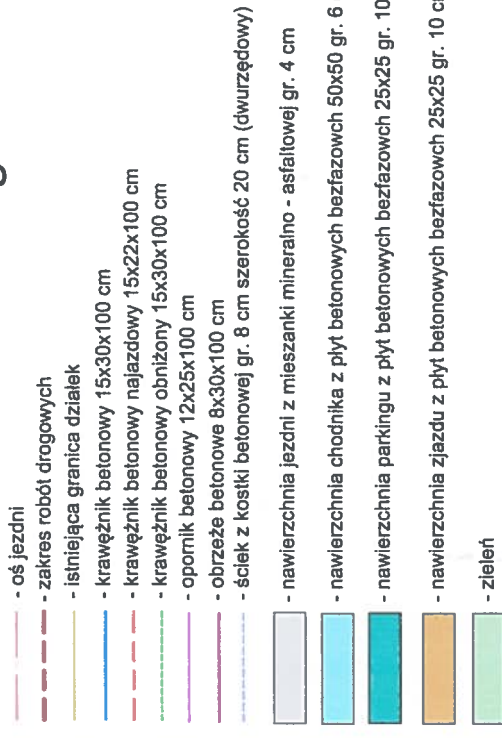 - oś jezdni
- zakres robót drogowych
- istniejąca granica działek
- krawężnik betonowy 15x30x100 cm
- krawężnik betonowy najazdowy 15x22x100 cm
- krawężnik betonowy obniżony 15x30x100 cm
- opornik betonowy 12x25x100 cm
- obrzeże betonowe 8x30x100 cm
- ściek z kostki betonowej gr. 8 cm szerokość 20 cm (dwurzędowy)
- nawierzchnia jezdni z mieszanki mineralno - asfaltowej gr. 4 cm
- nawierzchnia chodnika z płyt betonowych bezfazowch 50x50 gr. 6
- nawierzchnia parkingu z płyt betonowych bezfazowch 25x25 gr. 10
- nawierzchnia zjazdu z płyt betonowych bezfazowch 25x25 gr. 10
- zieleń